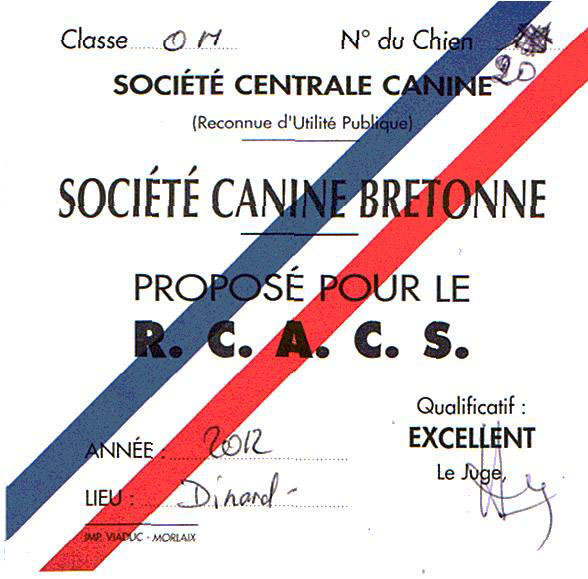 Classe OM N° du Chien
20
SOCIÉTÉ CENTRALE CANINE
(Reconnue d'Utilité Publique)
SOCIÉTÉ CANINE BRETONNE
PROPOSÉ POUR LE
R. C. A. C. S.
Qualificatif :
EXCELLENT
Le Juge,
ANNÉE : 2012
LIEU : Dinard -
IMP. VIADUC - MORLAIX